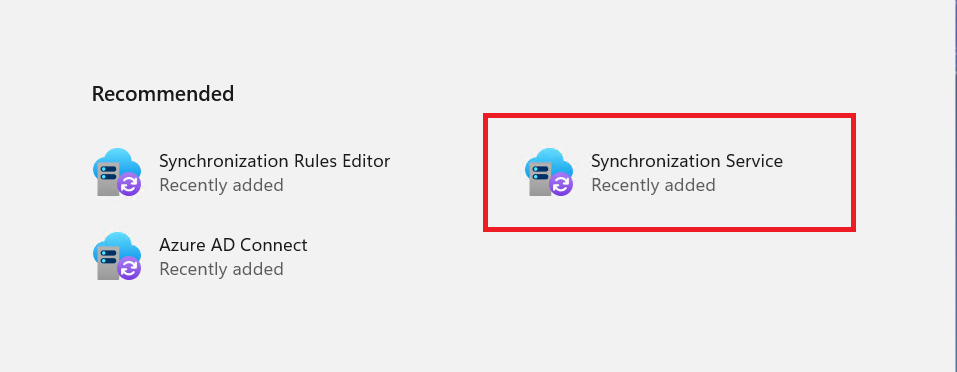 Recommended
Synchronization Rules Editor
Recently added
Synchronization Service
Recently added
Azure AD Connect
Recently added